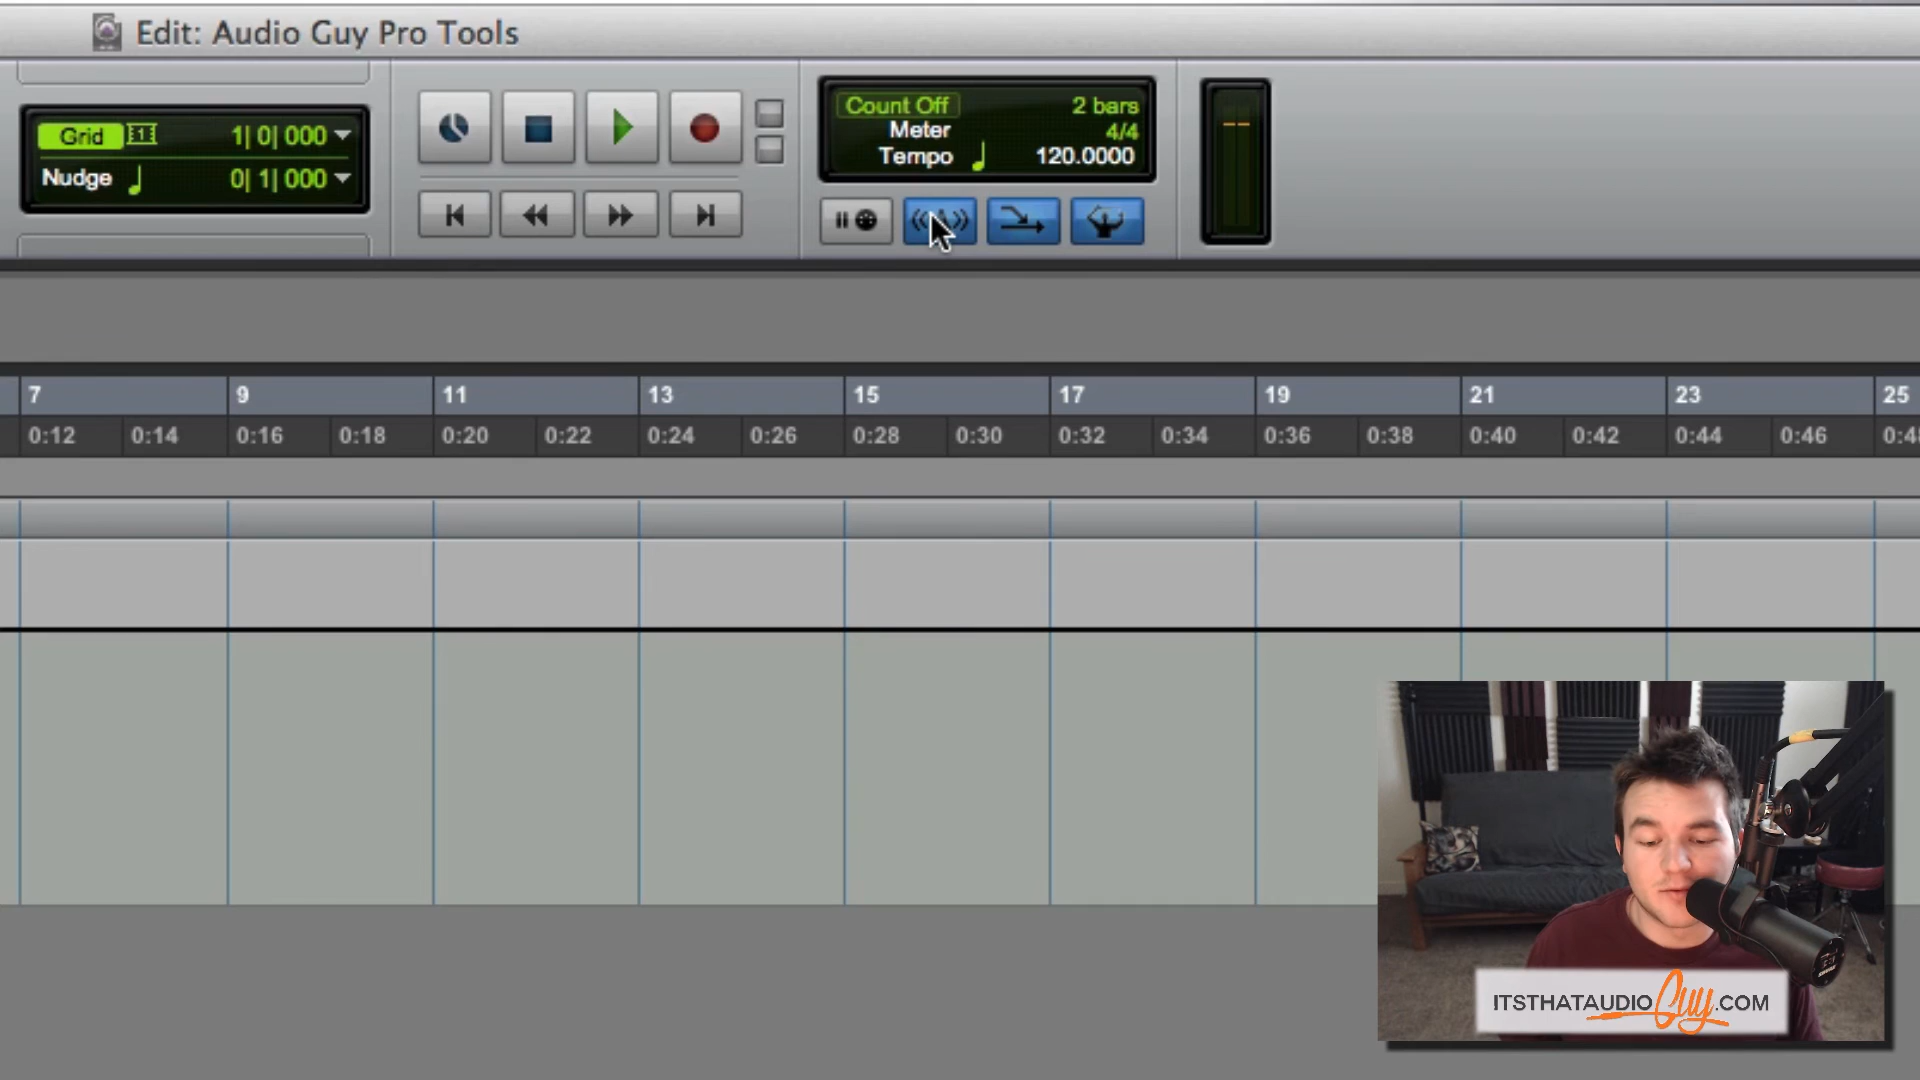 Edit: Audio Guy Pro Tools
Grid 1| 0| 000
Nudge 0| 1| 000
Count Off 2 bars
Meter 4/4
Tempo 120.0000
7 9 11 13 15 17 19 21 23 25
0:12 0:14 0:16 0:18 0:20 0:22 0:24 0:26 0:28 0:30 0:32 0:34 0:36 0:38 0:40 0:42 0:44 0:46
ITSTHATAUDIOGuy.COM